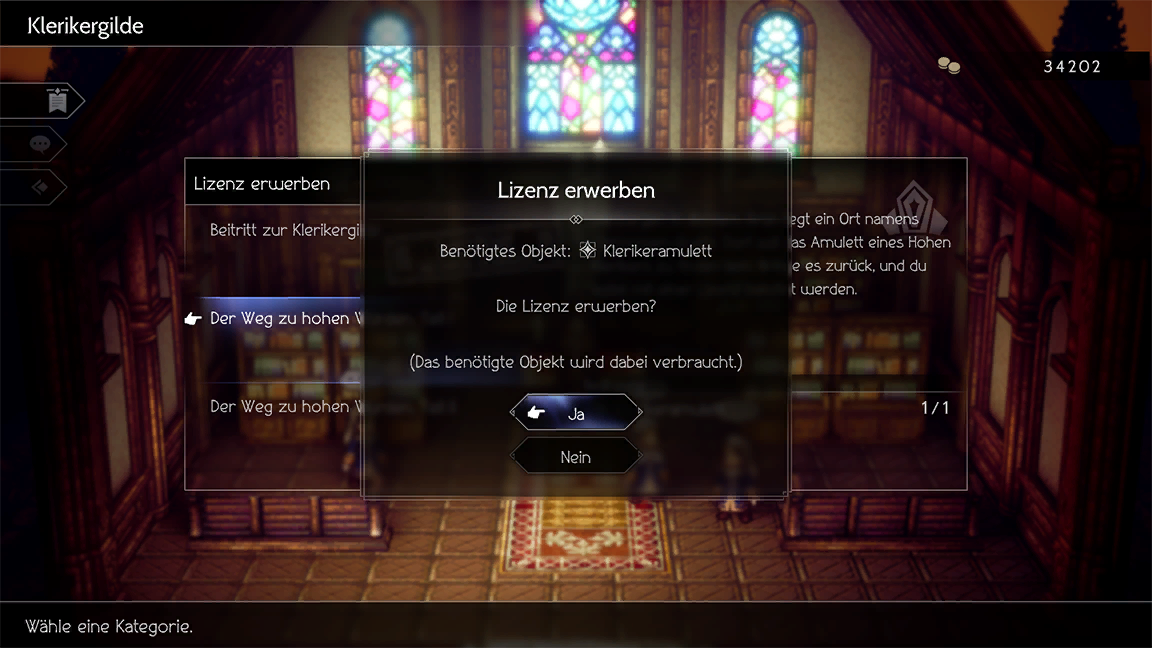 Klerikergilde
34202
Lizenz erwerben
Beitritt zur Klerikergi
Der Weg zu hohen
Der Weg zu hohen
Lizenz erwerben
Benötigtes Objekt: Klerikeramulett
Die Lizenz erwerben?
(Das benötigte Objekt wird dabei verbraucht.)
Ja
Nein
egt ein Ort namens
as Amulett eines Hohen
e es zurück, und du
t werden.
1/1
Wähle eine Kategorie.